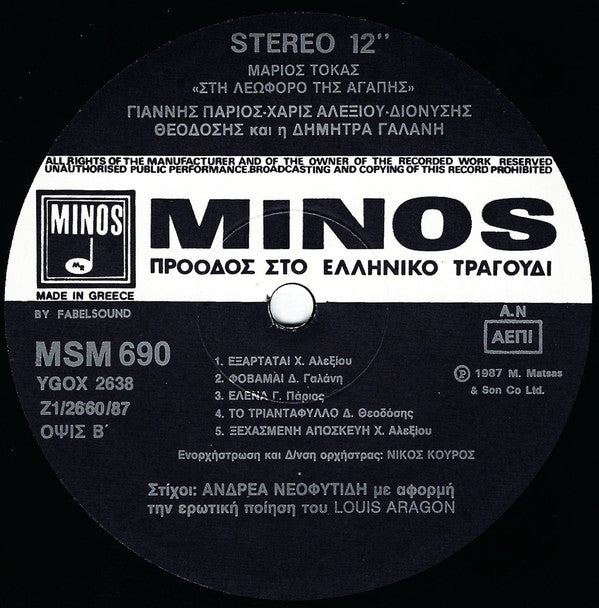 STEREO 12''
ΜΑΡΙΟΣ ΤΟΚΑΣ
«ΣΤΗ ΛΕΩΦΟΡΟ ΤΗΣ ΑΓΑΠΗΣ»
ΓΙΑΝΝΗΣ ΠΑΡΙΟΣ-ΧΑΡΙΣ ΑΛΕΞΙΟΥ-ΔΙΟΝΥΣΗΣ
ΘΕΟΔΟΣΗΣ και η ΔΗΜΗΤΡΑ ΓΑΛΑΝΗ
ALL RIGHTS OF THE MANUFACTURER AND OF THE OWNER OF THE RECORDED WORK RESERVED
UNAUTHORISED PUBLIC PERFORMANCE.BROADCASTING AND COPYING OF THIS RECORD PROHIBITED
MINOS
MR
MINOS
ΠΡΟΟΔΟΣ ΣΤΟ ΕΛΛΗΝΙΚΟ ΤΡΑΓΟΥΔΙ
MADE IN GREECE
BY FABELSOUND
A.N
ΑΕΠΙ
MSM 690
YGOX 2638
Z1/2660/87
ΟΨΙΣ Β΄
1. ΕΞΑΡΤΑΤΑΙ Χ. Αλεξίου
2. ΦΟΒΑΜΑΙ Δ. Γαλάνη
3. ΕΛΕΝΑ Γ. Πάριος
4. ΤΟ ΤΡΙΑΝΤΑΦΥΛΛΟ Δ. Θεοδόσης
5. ΞΕΧΑΣΜΕΝΗ ΑΠΟΣΚΕΥΗ Χ. Αλεξίου
Ⓟ 1987 M. Matsas
& Son Co Ltd.
Ενορχήστρωση και Δ/νση ορχήστρας: ΝΙΚΟΣ ΚΟΥΡΟΣ
Στίχοι: ΑΝΔΡΕΑ ΝΕΟΦΥΤΙΔΗ με αφορμή
την ερωτική ποίηση του LOUIS ARAGON